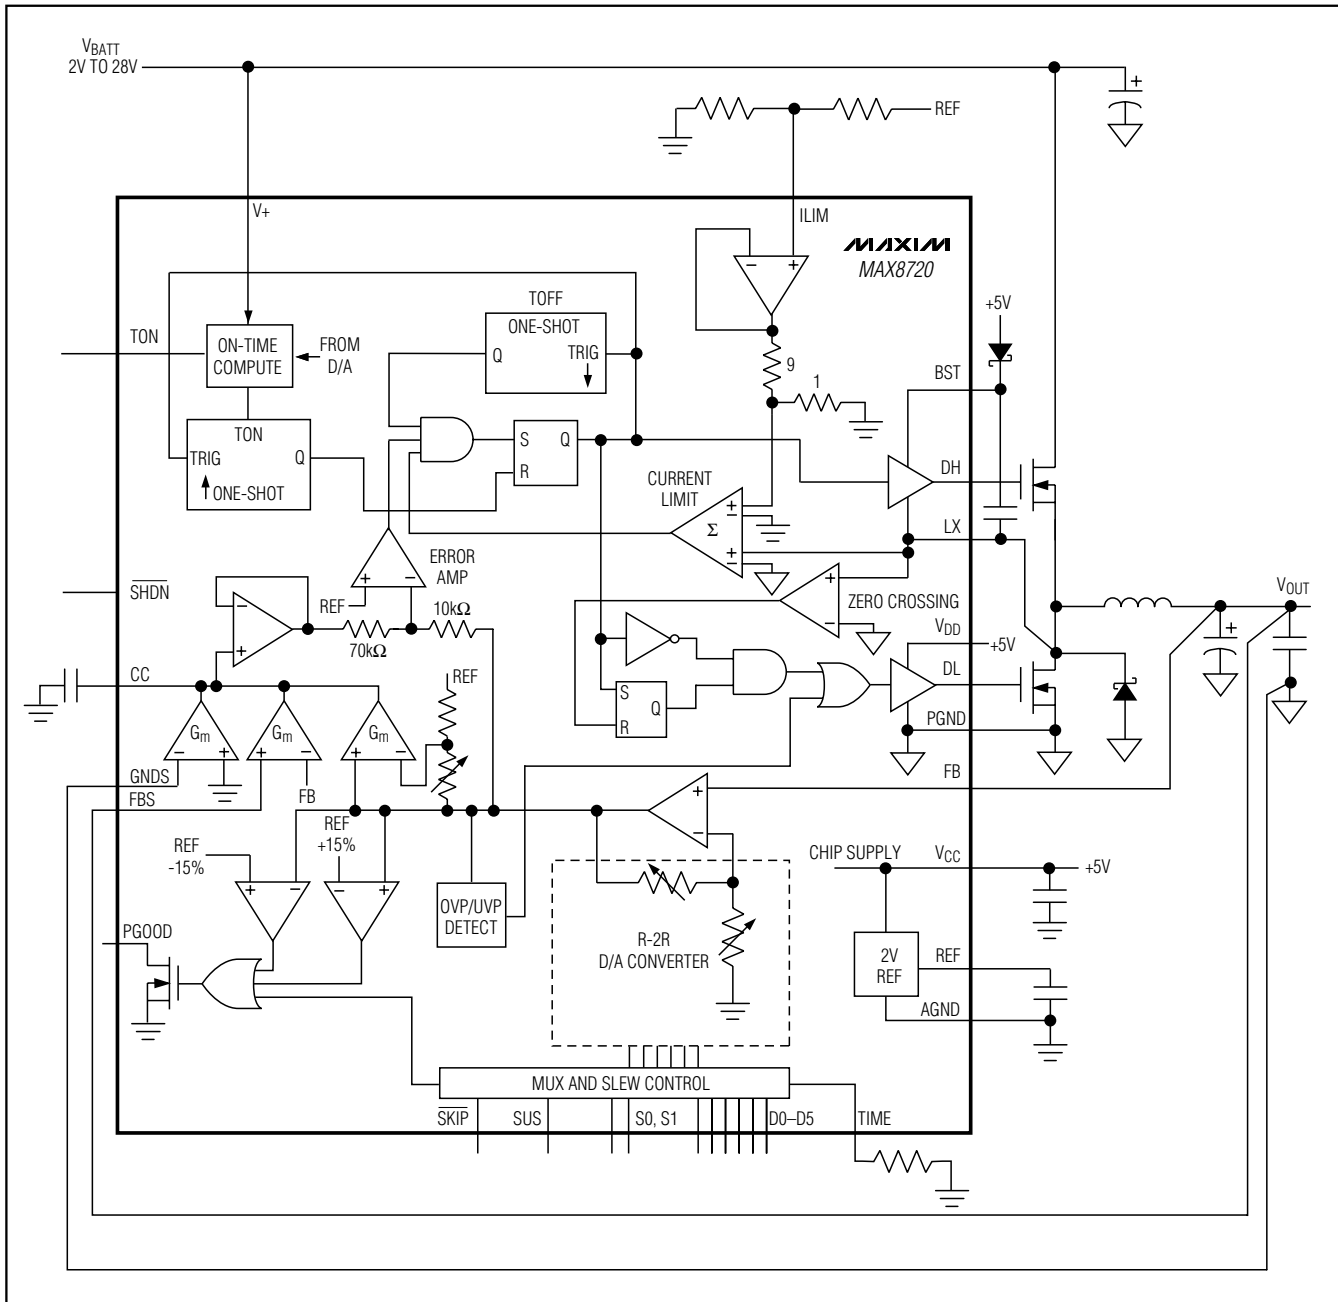 VBATT
2V TO 28V
REF
V+
ILIM
MAXIM
MAX8720
+5V
TON
ON-TIME
COMPUTE
FROM
D/A
TOFF
ONE-SHOT
Q
TRIG
9
1
BST
TON
TRIG
Q
ONE-SHOT
S
Q
R
CURRENT
LIMIT
+
−
Σ
+
−
DH
LX
SHDN
ERROR
AMP
+
−
REF
10kΩ
70kΩ
−
+
+
−
ZERO CROSSING
VDD
+5V
VOUT
CC
REF
S
Q
R
DL
PGND
Gm
−
+
Gm
+
−
Gm
+
−
GNDS
FBS
FB
FB
+
−
REF
-15%
REF
+15%
+
−
−
+
OVP/UVP
DETECT
R-2R
D/A CONVERTER
CHIP SUPPLY
VCC
+5V
2V
REF
REF
AGND
PGOOD
MUX AND SLEW CONTROL
SKIP
SUS
S0, S1
D0–D5
TIME